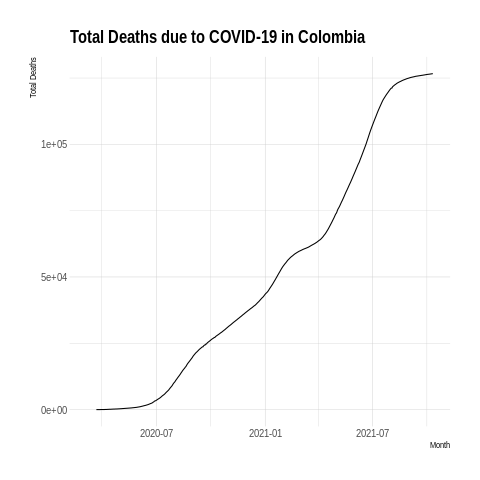 Total Deaths due to COVID-19 in Colombia
Total Deaths
1e+05
5e+04
0e+00
2020-07 2021-01 2021-07
Month